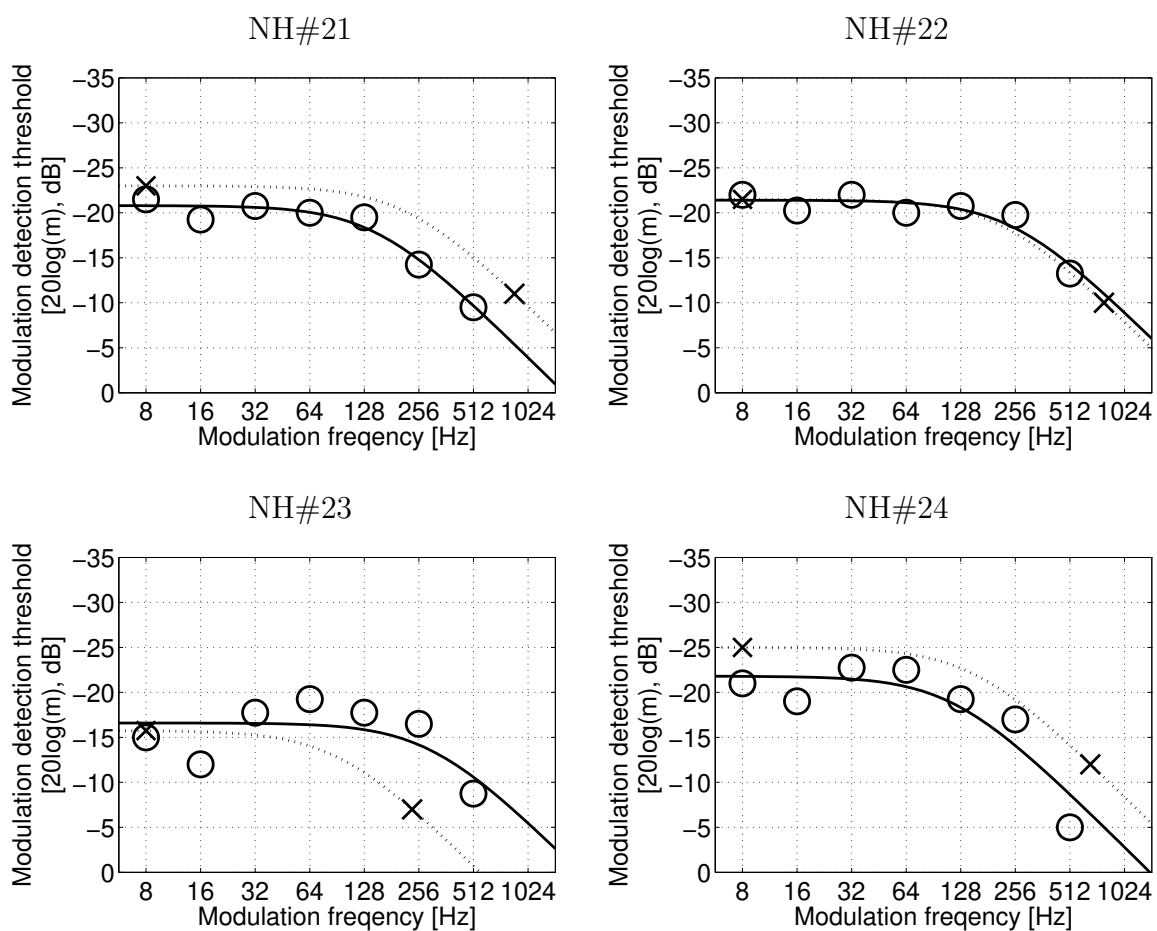 NH#21
Modulation detection threshold
[20log(m), dB]
−35
−30
−25
−20
−15
−10
−5
0
8 16 32 64 128 256 512 1024
Modulation freqency [Hz]
NH#22
Modulation detection threshold
[20log(m), dB]
−35
−30
−25
−20
−15
−10
−5
0
8 16 32 64 128 256 512 1024
Modulation freqency [Hz]
NH#23
Modulation detection threshold
[20log(m), dB]
−35
−30
−25
−20
−15
−10
−5
0
8 16 32 64 128 256 512 1024
Modulation freqency [Hz]
NH#24
Modulation detection threshold
[20log(m), dB]
−35
−30
−25
−20
−15
−10
−5
0
8 16 32 64 128 256 512 1024
Modulation freqency [Hz]